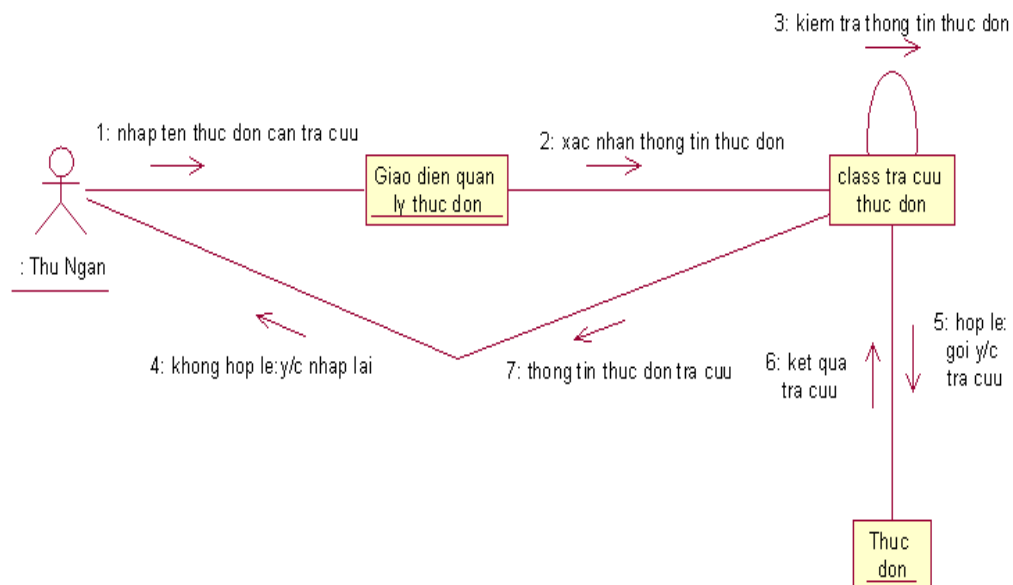 3: kiem tra thong tin thuc don
1: nhap ten thuc don can tra cuu
2: xac nhan thong tin thuc don
Giao dien quan
ly thuc don
class tra cuu
thuc don
: Thu Ngan
4: khong hop le:y/c nhap lai
7: thong tin thuc don tra cuu
6: ket qua
tra cuu
5: hop le:
goi y/c
tra cuu
Thuc
don